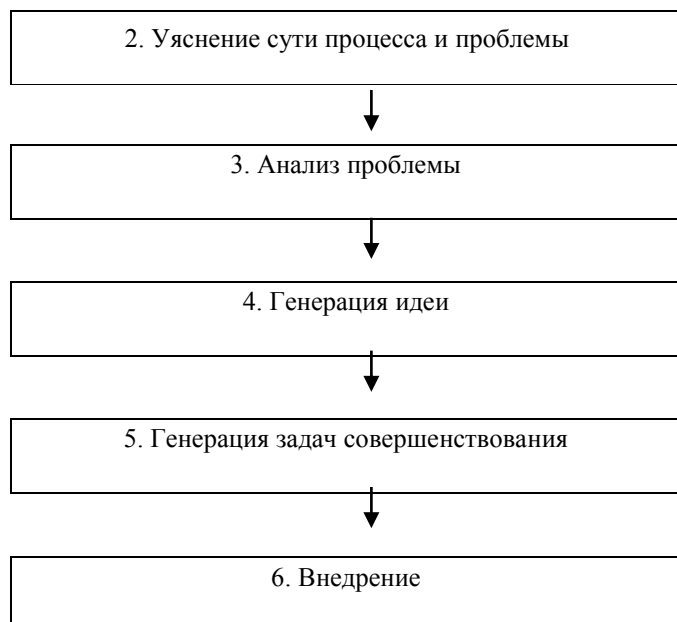 2. Уяснение сути процесса и проблемы
3. Анализ проблемы
4. Генерация идеи
5. Генерация задач совершенствования
6. Внедрение